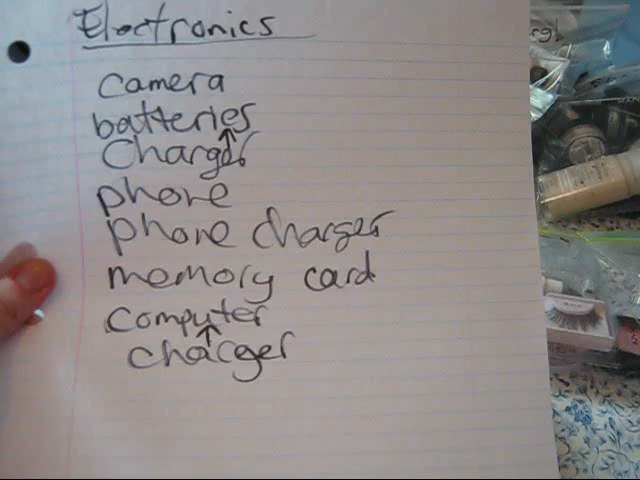 Electronics
camera
batteries
↑
Charger
phone
phone charger
memory card
computer
↑
charger